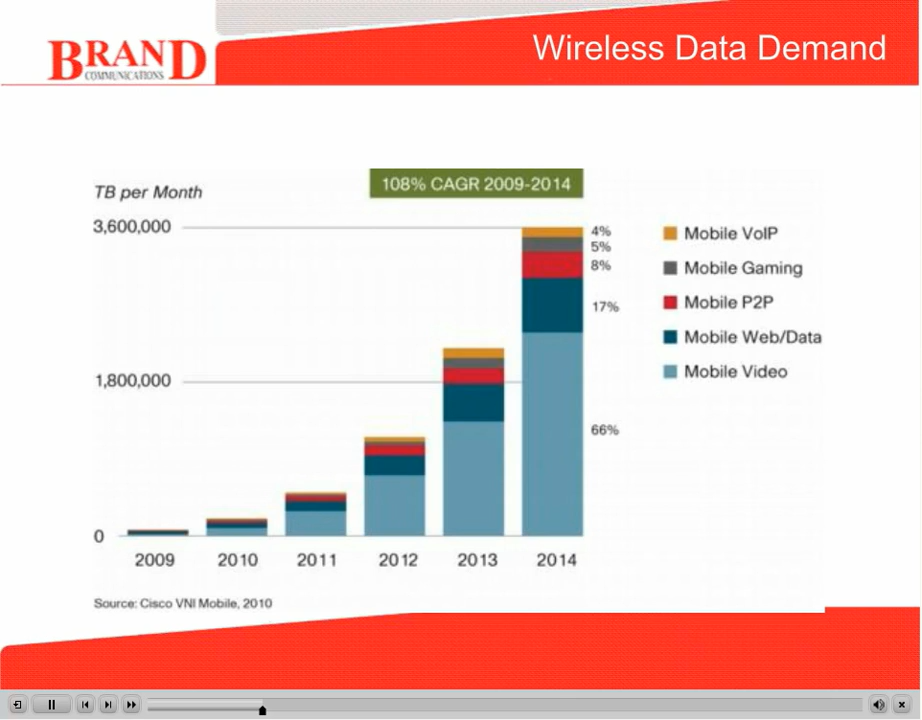 BRAND
COMMUNICATIONS
Wireless Data Demand
108% CAGR 2009-2014
TB per Month
3,600,000
1,800,000
0
4%
5%
8%
17%
66%
Mobile VoIP
Mobile Gaming
Mobile P2P
Mobile Web/Data
Mobile Video
2009 2010 2011 2012 2013 2014
Source: Cisco VNI Mobile, 2010